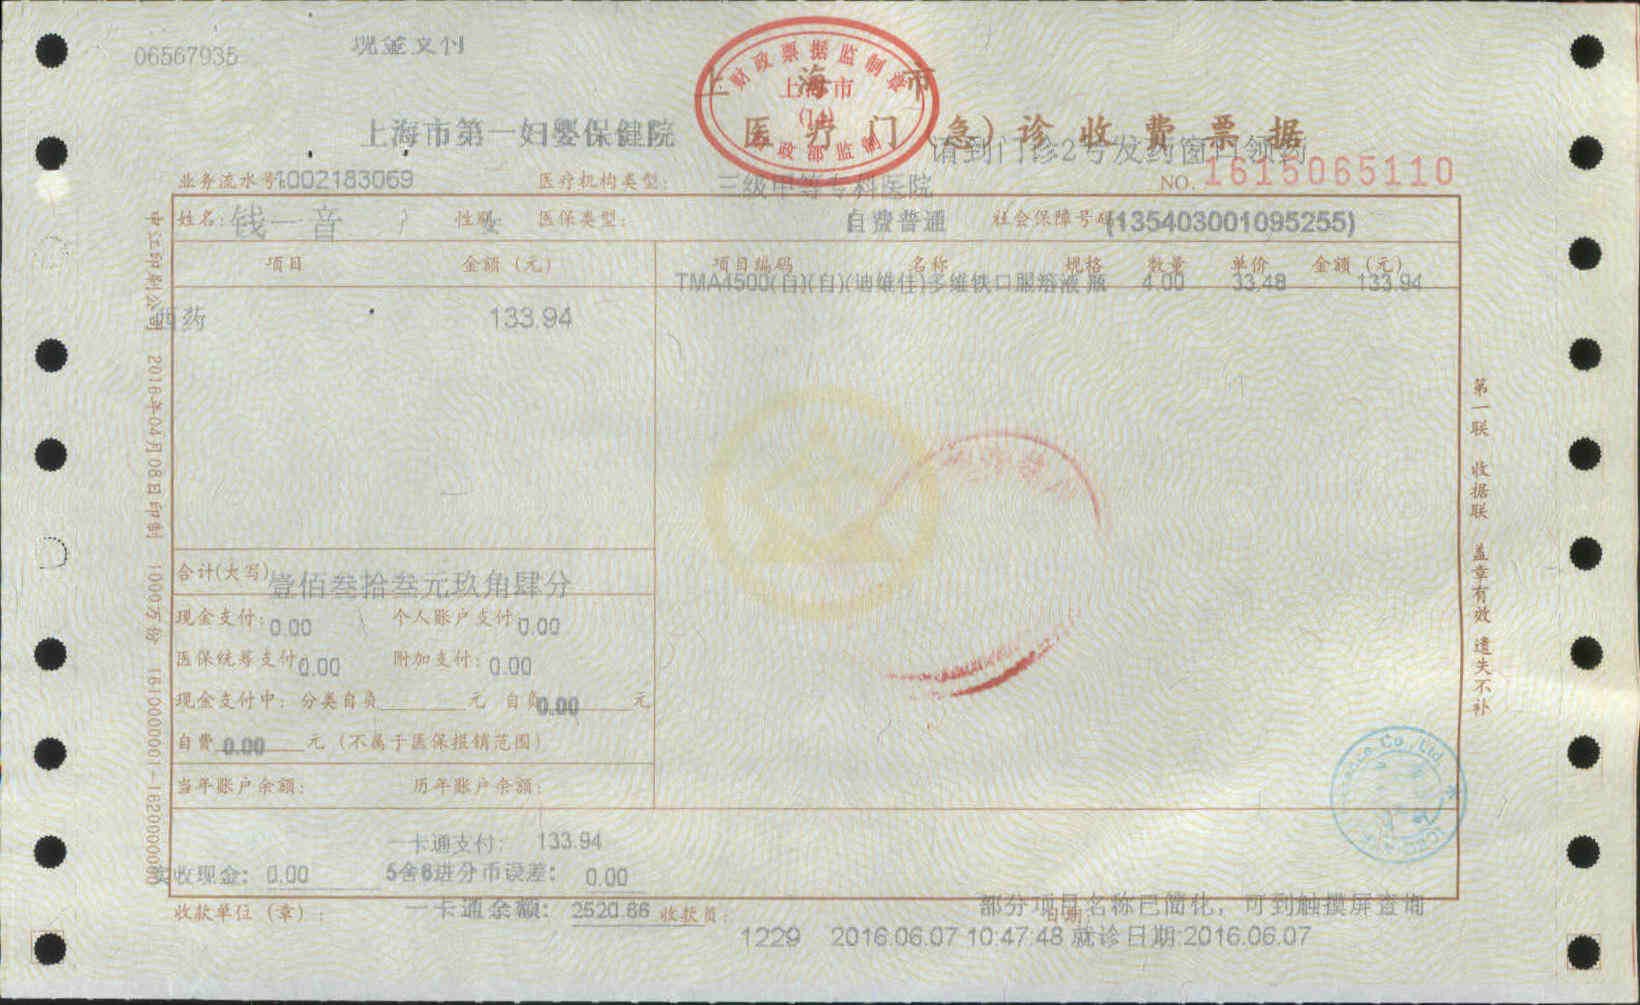 06567935 现金支付
财政票据监制章
上海市
财政部监制
上海市
上海市第一妇婴保健院 医疗门(急)诊收费票据
请到门诊2号发药窗口领药
业务流水号:1002183069 医疗机构类型: 三级甲等专科医院 NO. 1615065110
姓名: 钱一音 性别: 女 医保类型: 自费普通 社会保障号码: (135403001095255)
项目 金额(元) 项目编码 名称 规格 数量 单价 金额(元)
TMA4500(自)(自)(迪维佳)多维铁口服溶液 瓶 4.00 33.48 133.94
西药 133.94
合计(大写) 壹佰叁拾叁元玖角肆分
现金支付: 0.00 个人账户支付: 0.00
医保统筹支付: 0.00 附加支付: 0.00
现金支付中: 分类自负 元 自负 0.00 元
自费 0.00 元 (不属于医保报销范围)
当年账户余额: 历年账户余额:
一卡通支付: 133.94
实收现金: 0.00 5舍6进分币误差: 0.00
收款单位(章): 一卡通余额: 2520.86 收款员: 日期:
部分项目名称已简化,可到触摸屏查询
1229 2016.06.07 10:47:48 就诊日期:2016.06.07
印刷公司 2016年04月08日印制 1000万份 161000001-162000000
第一联 收据联 盖章有效 遗失不补
Co., Ltd.